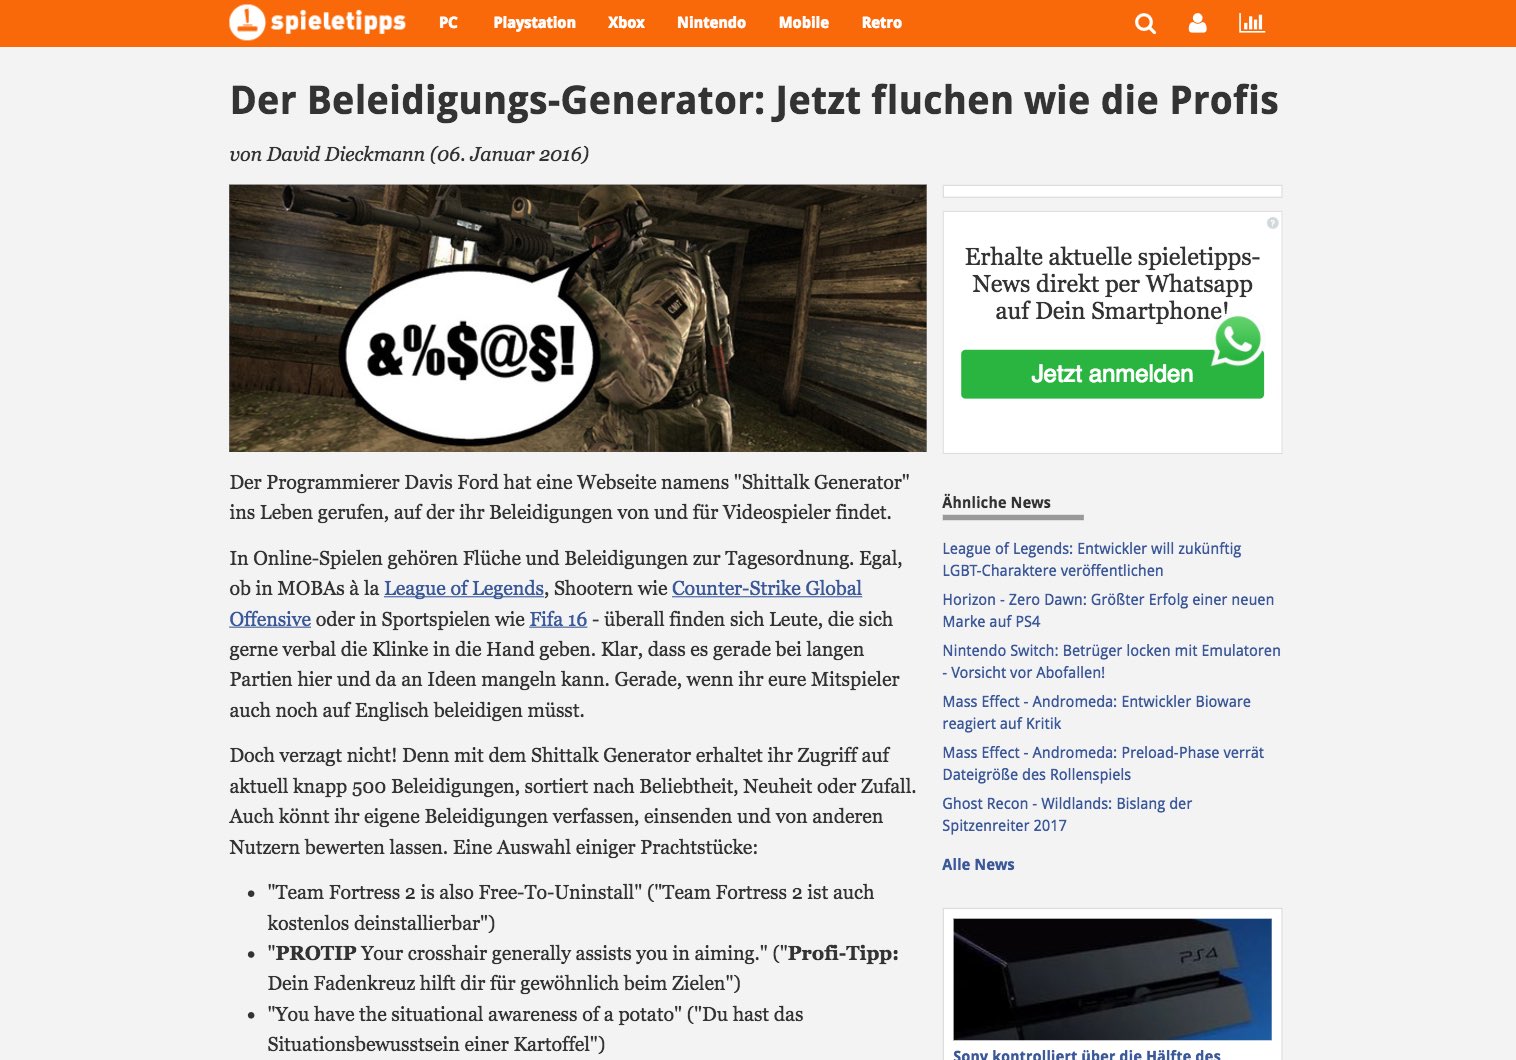 spieletipps
PC Playstation Xbox Nintendo Mobile Retro
Der Beleidigungs-Generator: Jetzt fluchen wie die Profis
von David Dieckmann (06. Januar 2016)
&%$@§!
Der Programmierer Davis Ford hat eine Webseite namens "Shittalk Generator"
ins Leben gerufen, auf der ihr Beleidigungen von und für Videospieler findet.
In Online-Spielen gehören Flüche und Beleidigungen zur Tagesordnung. Egal,
ob in MOBAs à la League of Legends, Shootern wie Counter-Strike Global
Offensive oder in Sportspielen wie Fifa 16 - überall finden sich Leute, die sich
gerne verbal die Klinke in die Hand geben. Klar, dass es gerade bei langen
Partien hier und da an Ideen mangeln kann. Gerade, wenn ihr eure Mitspieler
auch noch auf Englisch beleidigen müsst.
Doch verzagt nicht! Denn mit dem Shittalk Generator erhaltet ihr Zugriff auf
aktuell knapp 500 Beleidigungen, sortiert nach Beliebtheit, Neuheit oder Zufall.
Auch könnt ihr eigene Beleidigungen verfassen, einsenden und von anderen
Nutzern bewerten lassen. Eine Auswahl einiger Prachtstücke:
• "Team Fortress 2 is also Free-To-Uninstall" ("Team Fortress 2 ist auch
kostenlos deinstallierbar")
• "PROTIP Your crosshair generally assists you in aiming." ("Profi-Tipp:
Dein Fadenkreuz hilft dir für gewöhnlich beim Zielen")
• "You have the situational awareness of a potato" ("Du hast das
Situationsbewusstsein einer Kartoffel")
?
Erhalte aktuelle spieletipps-
News direkt per Whatsapp
auf Dein Smartphone!
Jetzt anmelden
Ähnliche News
League of Legends: Entwickler will zukünftig
LGBT-Charaktere veröffentlichen
Horizon - Zero Dawn: Größter Erfolg einer neuen
Marke auf PS4
Nintendo Switch: Betrüger locken mit Emulatoren
- Vorsicht vor Abofallen!
Mass Effect - Andromeda: Entwickler Bioware
reagiert auf Kritik
Mass Effect - Andromeda: Preload-Phase verrät
Dateigröße des Rollenspiels
Ghost Recon - Wildlands: Bislang der
Spitzenreiter 2017
Alle News
PS4
Sony kontrolliert über die Hälfte des